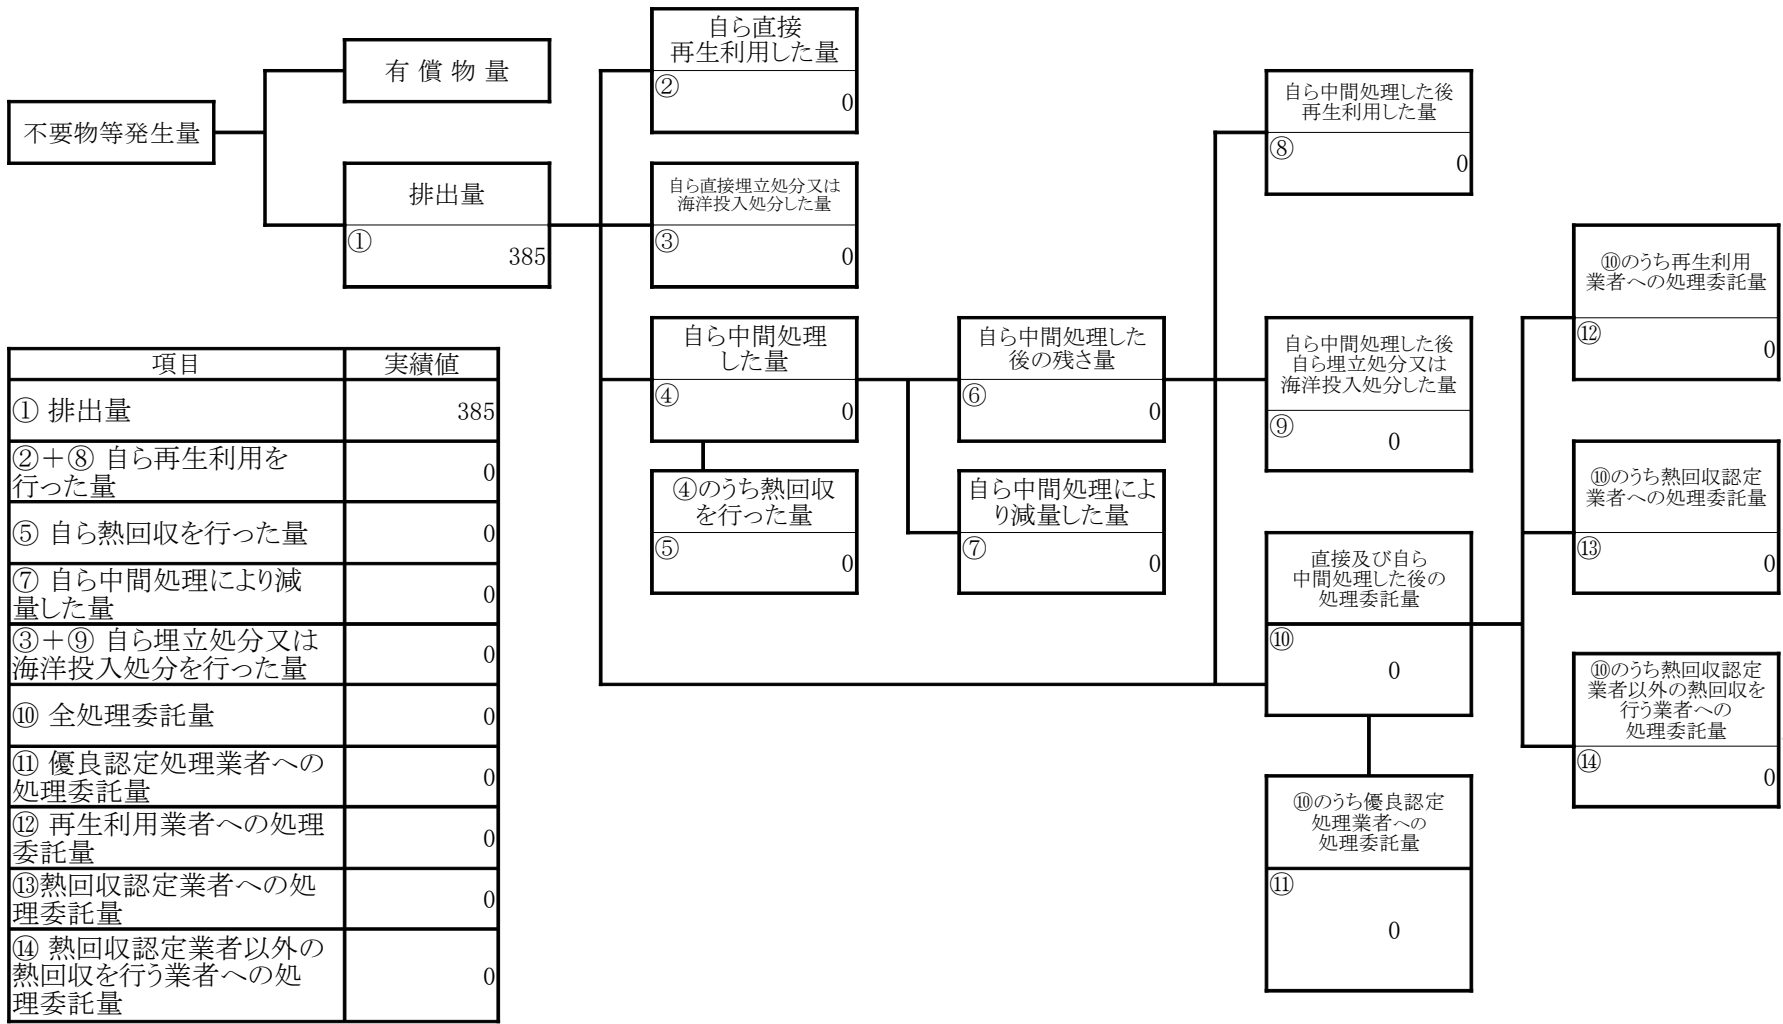 不要物等発生量
有 償 物 量
排出量
①
385
自ら直接
再生利用した量
②
0
自ら直接埋立処分又は
海洋投入処分した量
③
0
自ら中間処理
した量
④
0
④のうち熱回収
を行った量
⑤
0
自ら中間処理した
後の残さ量
⑥
0
自ら中間処理によ
り減量した量
⑦
0
自ら中間処理した後
再生利用した量
⑧
0
自ら中間処理した後
自ら埋立処分又は
海洋投入処分した量
⑨
0
直接及び自ら
中間処理した後の
処理委託量
⑩
0
⑩のうち優良認定
処理業者への
処理委託量
⑪
0
⑩のうち再生利用
業者への処理委託量
⑫
0
⑩のうち熱回収認定
業者への処理委託量
⑬
0
⑩のうち熱回収認定
業者以外の熱回収を
行う業者への
処理委託量
⑭
0
項目 実績値
① 排出量 385
②＋⑧ 自ら再生利用を
行った量 0
⑤ 自ら熱回収を行った量 0
⑦ 自ら中間処理により減
量した量 0
③＋⑨ 自ら埋立処分又は
海洋投入処分を行った量 0
⑩ 全処理委託量 0
⑪ 優良認定処理業者への
処理委託量 0
⑫ 再生利用業者への処理
委託量 0
⑬熱回収認定業者への処
理委託量 0
⑭ 熱回収認定業者以外の
熱回収を行う業者への処
理委託量 0